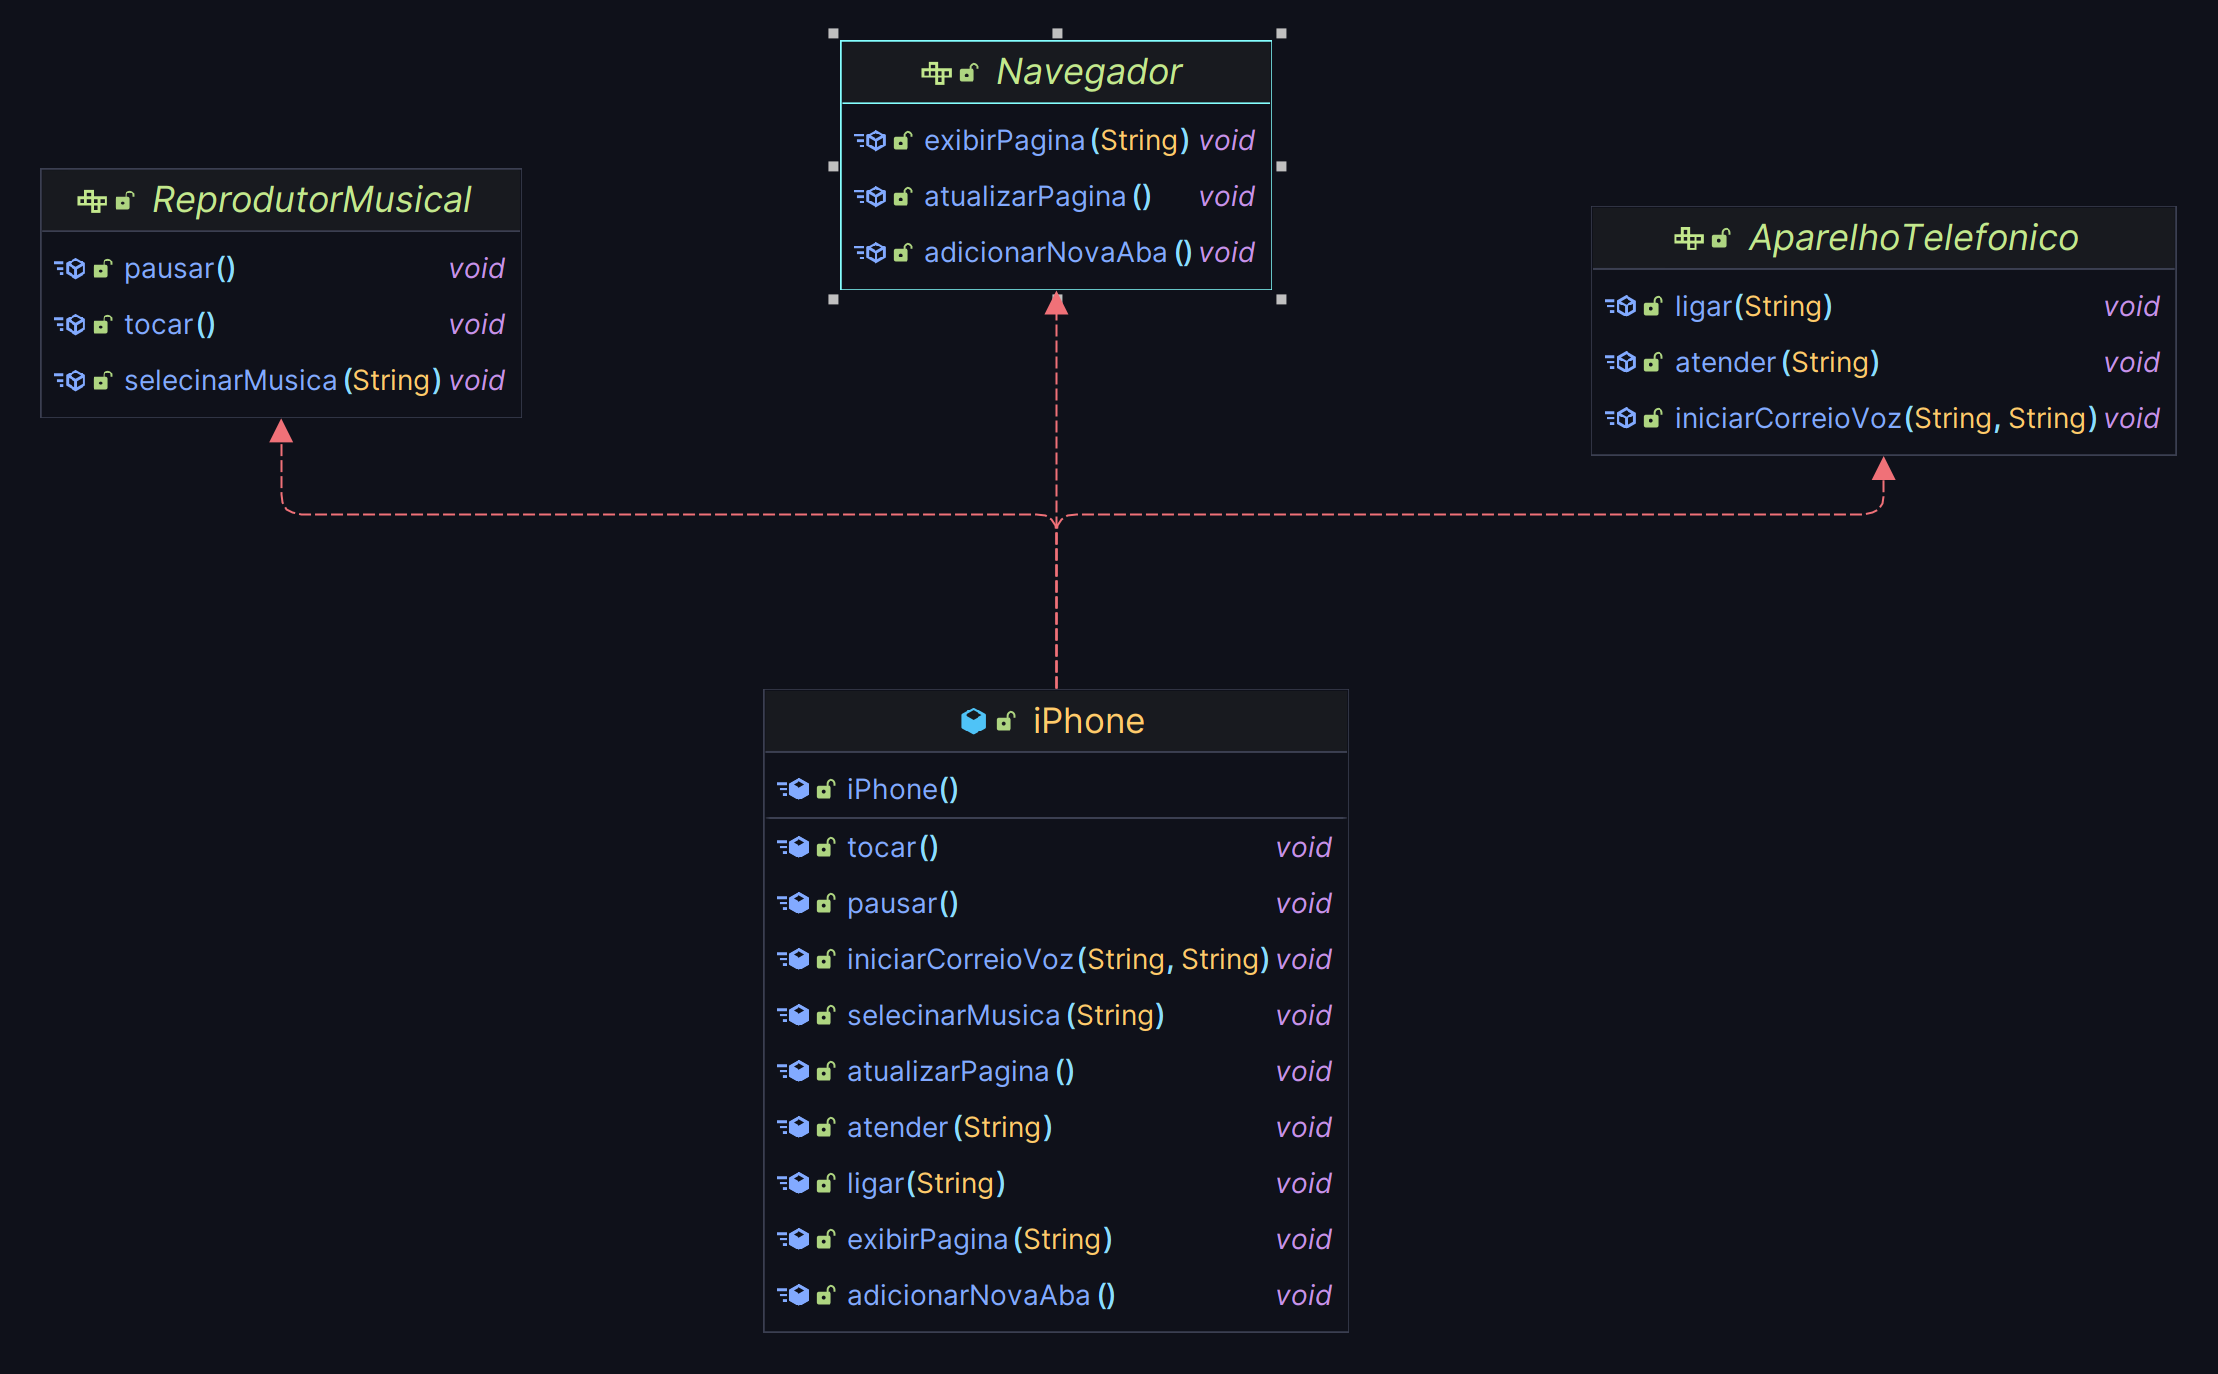 Navegador
exibirPagina(String) void
atualizarPagina() void
adicionarNovaAba() void
ReprodutorMusical
pausar() void
tocar() void
selecinarMusica(String) void
AparelhoTelefonico
ligar(String) void
atender(String) void
iniciarCorreioVoz(String, String) void
iPhone
iPhone()
tocar() void
pausar() void
iniciarCorreioVoz(String, String) void
selecinarMusica(String) void
atualizarPagina() void
atender(String) void
ligar(String) void
exibirPagina(String) void
adicionarNovaAba() void